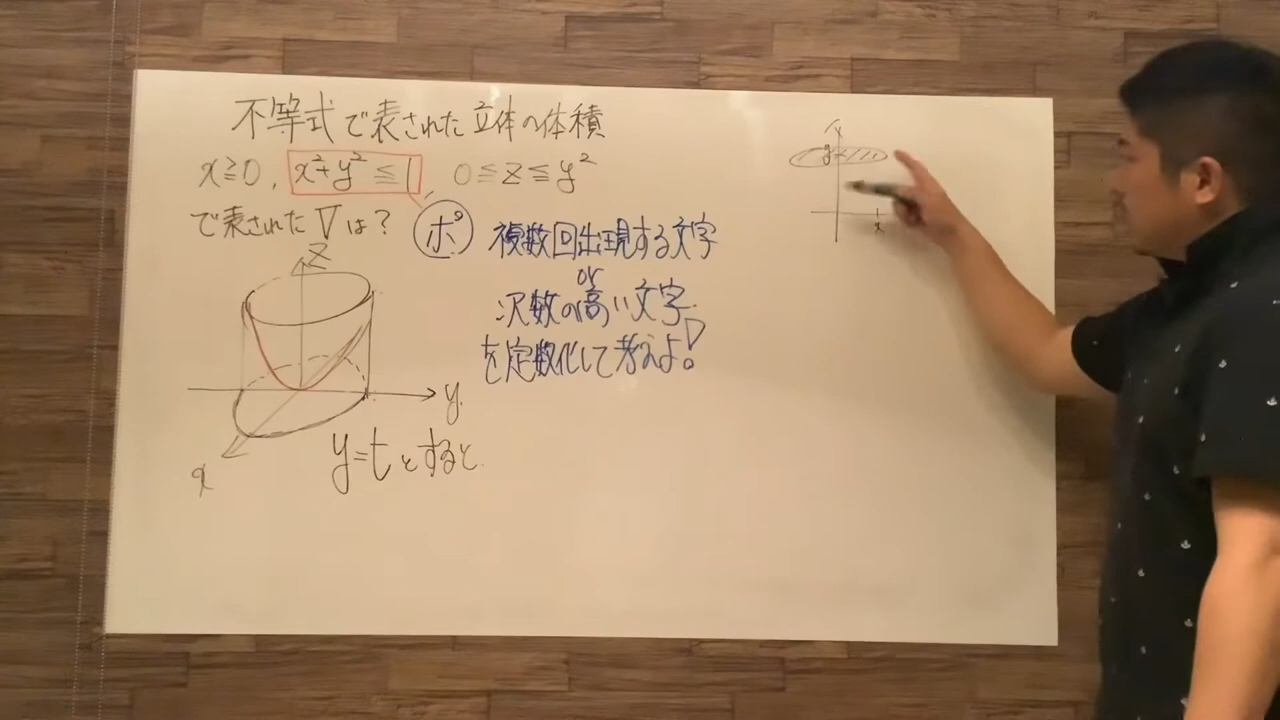 不等式で表された立体の体積
x≧0, x²+y²≦1 0≦z≦y²
で表されたVは?
ポ
複数回出現する文字
or
次数の高い文字
を定数化して考えよ!
z
y
x
y=tとすると
y
x